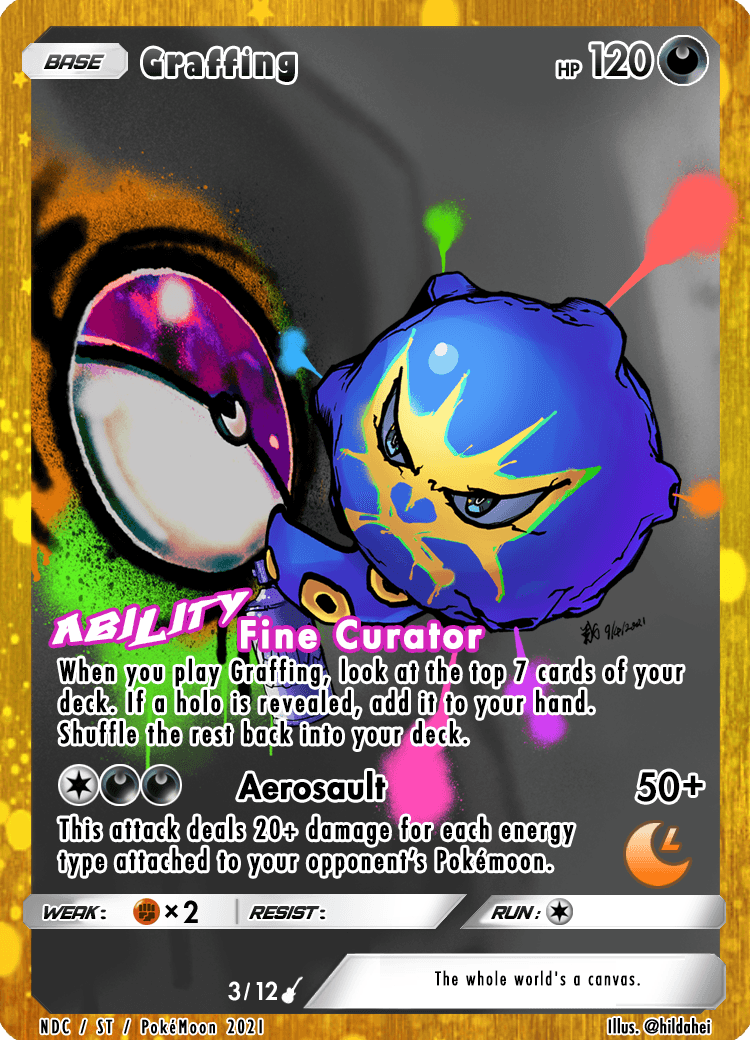 BASE Graffing HP 120
ABILITY Fine Curator
When you play Graffing, look at the top 7 cards of your
deck. If a holo is revealed, add it to your hand.
Shuffle the rest back into your deck.
Aerosault 50+
This attack deals 20+ damage for each energy
type attached to your opponent's Pokémoon.
L
WEAK: ×2 RESIST: RUN:
3/12
The whole world's a canvas.
NDC / ST / PokéMoon 2021 Illus. @hildahei